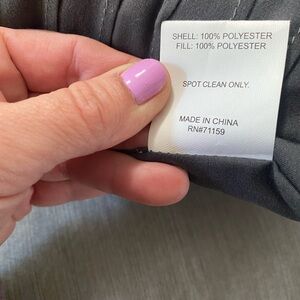 SHELL: 100% POLYESTER
FILL: 100% POLYESTER
SPOT CLEAN ONLY.
MADE IN CHINA
RN#71159